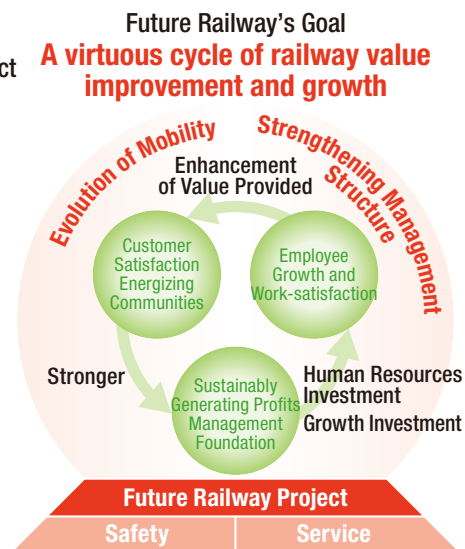 Future Railway's Goal
ct
A virtuous cycle of railway value
improvement and growth
Evolution of Mobility
Strengthening Management
Structure
Enhancement
of Value Provided
Customer
Satisfaction
Energizing
Communities
Employee
Growth and
Work-satisfaction
Stronger
Sustainably
Generating Profits
Management
Foundation
Human Resources
Investment
Growth Investment
Future Railway Project
Safety
Service